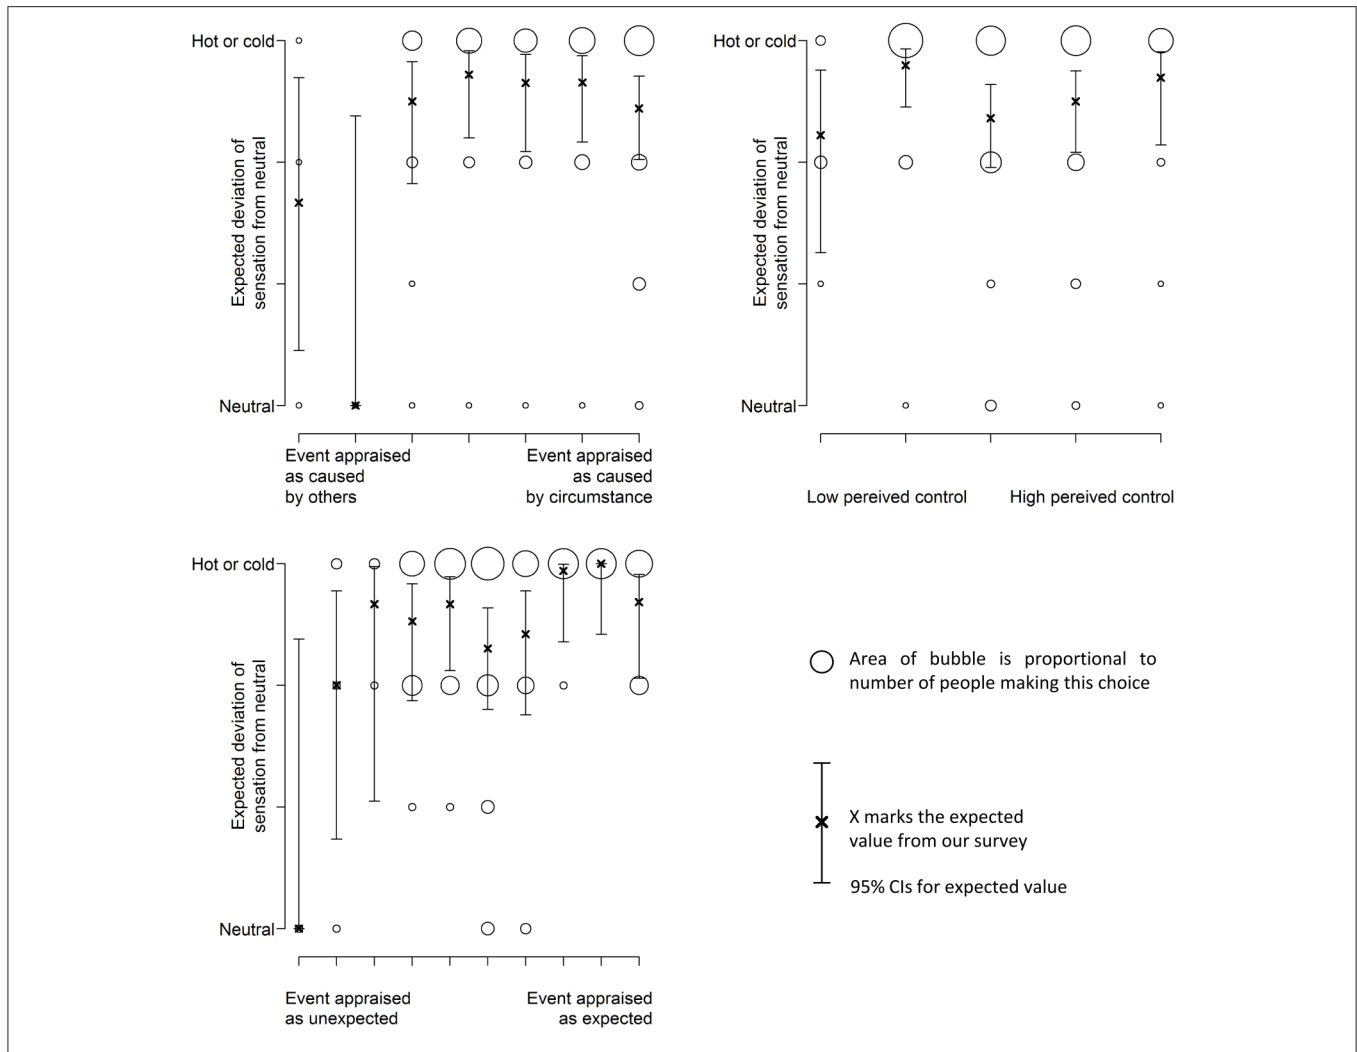 Hot or cold
Expected deviation of
sensation from neutral
Neutral
Event appraised
as caused
by others
Event appraised
as caused
by circumstance
Hot or cold
Expected deviation of
sensation from neutral
Neutral
Low pereived control
High pereived control
Hot or cold
Expected deviation of
sensation from neutral
Neutral
Event appraised
as unexpected
Event appraised
as expected
Area of bubble is proportional to
number of people making this choice
X marks the expected
value from our survey
95% CIs for expected value